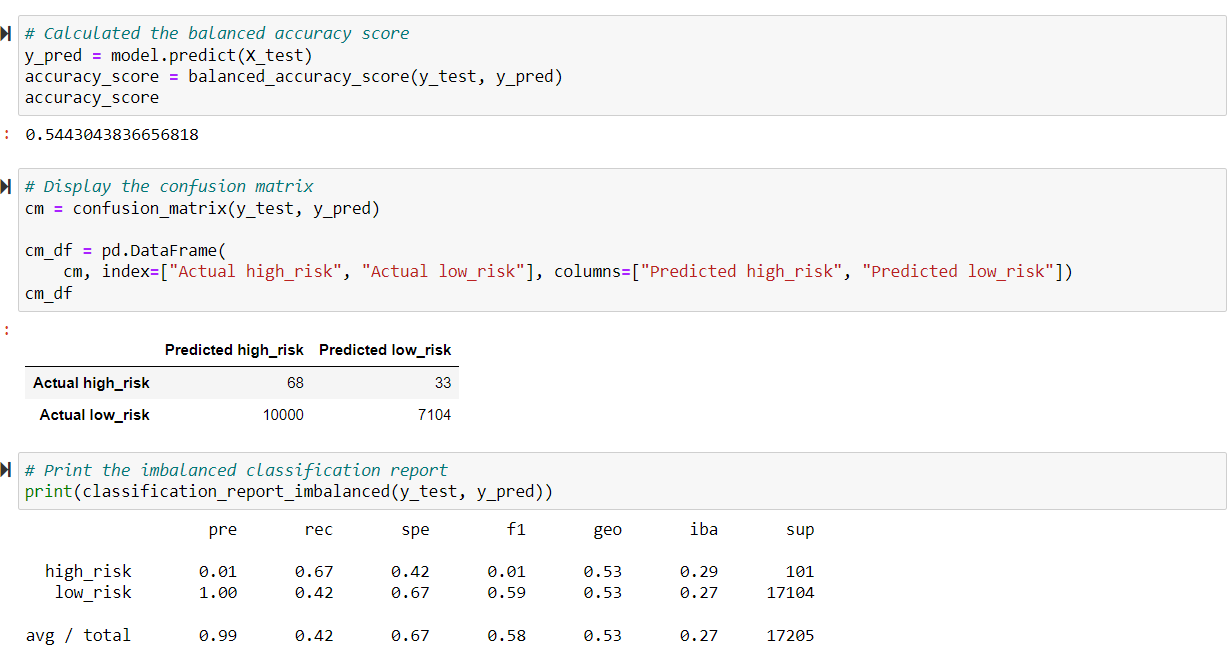 # Calculated the balanced accuracy score
y_pred = model.predict(X_test)
accuracy_score = balanced_accuracy_score(y_test, y_pred)
accuracy_score
: 0.5443043836656818
# Display the confusion matrix
cm = confusion_matrix(y_test, y_pred)
cm_df = pd.DataFrame(
    cm, index=["Actual high_risk", "Actual low_risk"], columns=["Predicted high_risk", "Predicted low_risk"])
cm_df
:
Predicted high_risk Predicted low_risk
Actual high_risk 68 33
Actual low_risk 10000 7104
# Print the imbalanced classification report
print(classification_report_imbalanced(y_test, y_pred))
pre rec spe f1 geo iba sup
high_risk 0.01 0.67 0.42 0.01 0.53 0.29 101
low_risk 1.00 0.42 0.67 0.59 0.53 0.27 17104
avg / total 0.99 0.42 0.67 0.58 0.53 0.27 17205